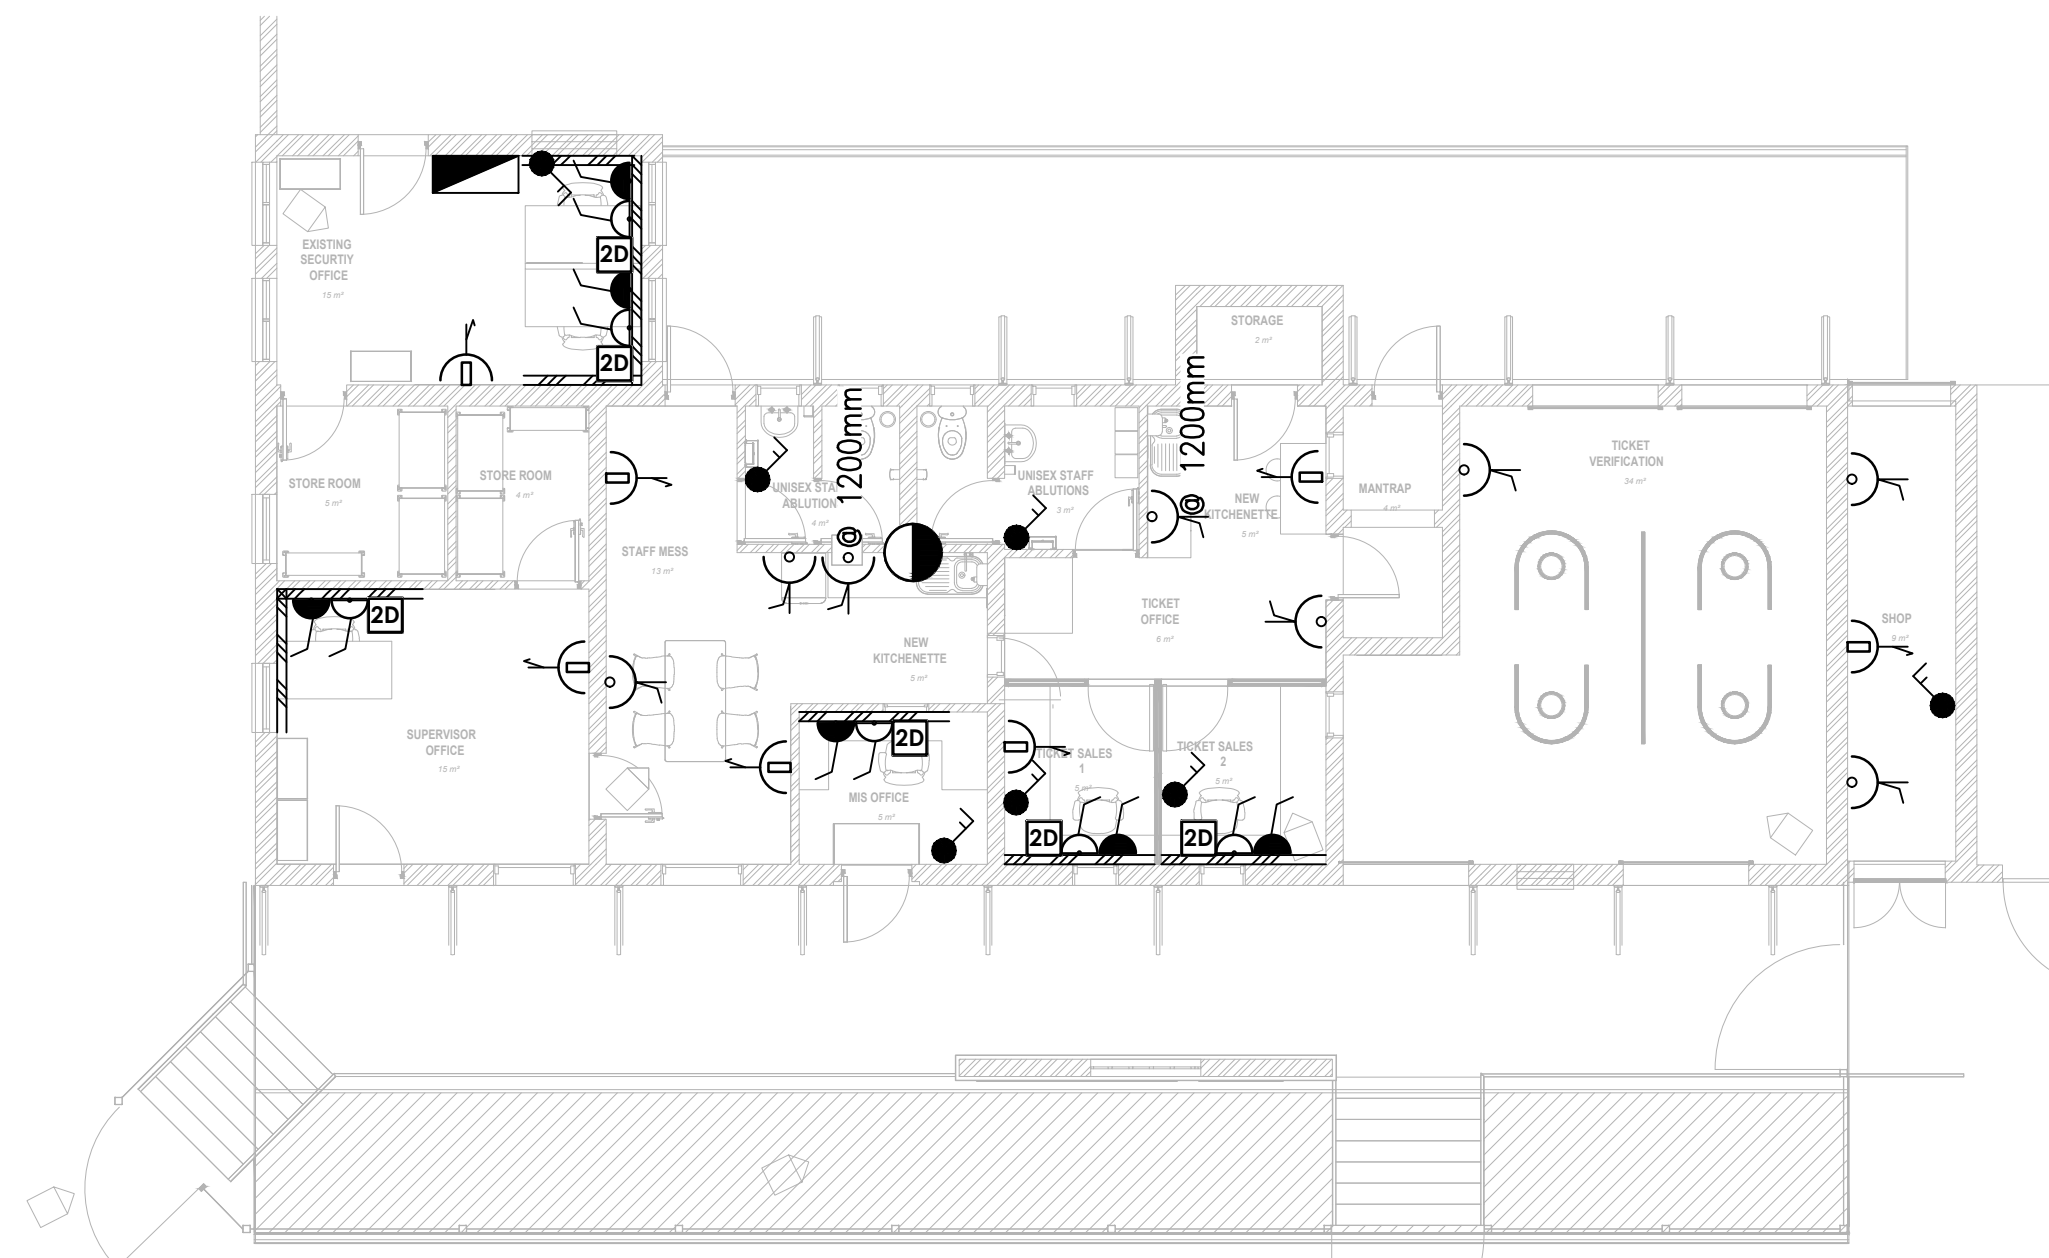 EXISTING
SECURTIY
OFFICE
15 m²
2D
2D
STORAGE
2 m²
1200mm
@
1200mm
@
STORE ROOM
5 m²
STORE ROOM
4 m²
STAFF MESS
13 m²
UNISEX STAF
ABLUTION
4 m²
UNISEX STAFF
ABLUTIONS
3 m²
NEW
KITCHENETTE
5 m²
MANTRAP
4 m²
TICKET
VERIFICATION
34 m²
2D
TICKET
OFFICE
6 m²
SHOP
9 m²
NEW
KITCHENETTE
5 m²
SUPERVISOR
OFFICE
15 m²
2D
MIS OFFICE
5 m²
TICKET SALES
1
5 m²
TICKET SALES
2
5 m²
2D
2D